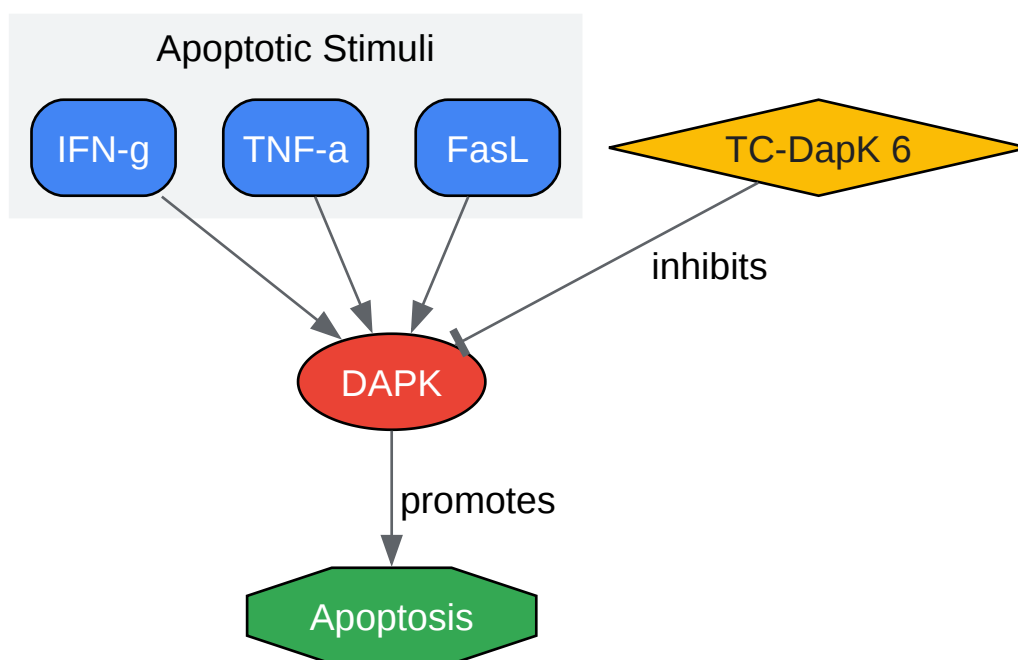 Apoptotic Stimuli
IFN-g
TNF-a
FasL
TC-DapK 6
inhibits
DAPK
promotes
Apoptosis